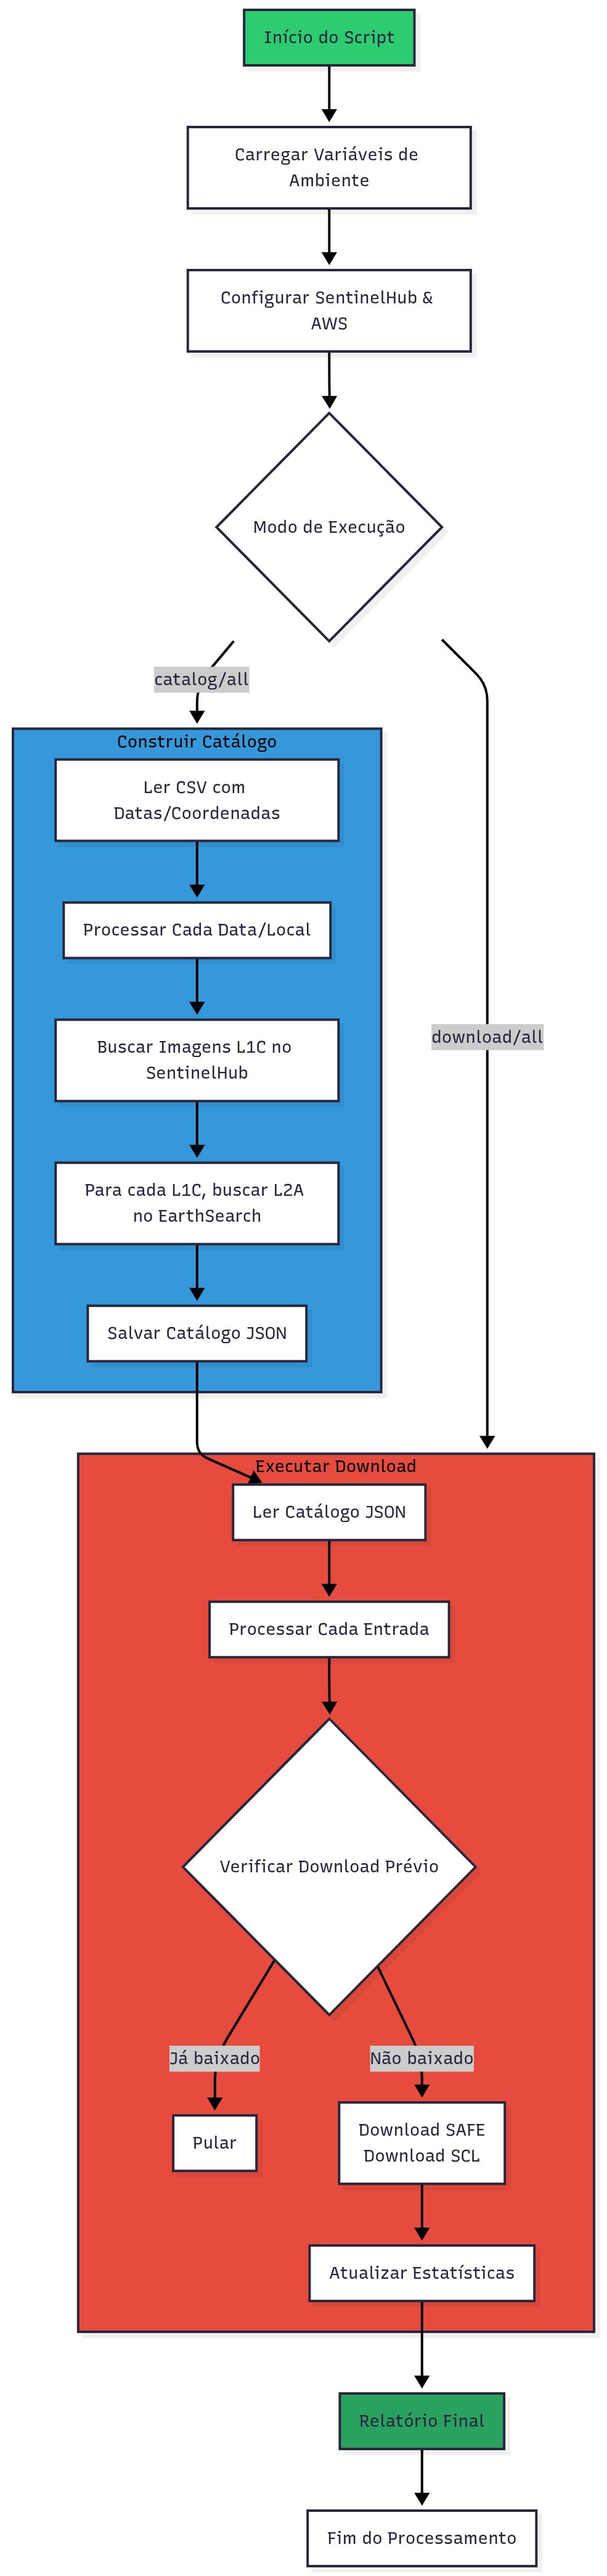 Início do Script
Carregar Variáveis de
Ambiente
Configurar SentinelHub &
AWS
Modo de Execução
catalog/all
Construir Catálogo
Ler CSV com
Datas/Coordenadas
Processar Cada Data/Local
Buscar Imagens L1C no
SentinelHub
download/all
Para cada L1C, buscar L2A
no EarthSearch
Salvar Catálogo JSON
Executar Download
Ler Catálogo JSON
Processar Cada Entrada
Verificar Download Prévio
Já baixado
Não baixado
Pular
Download SAFE
Download SCL
Atualizar Estatísticas
Relatório Final
Fim do Processamento